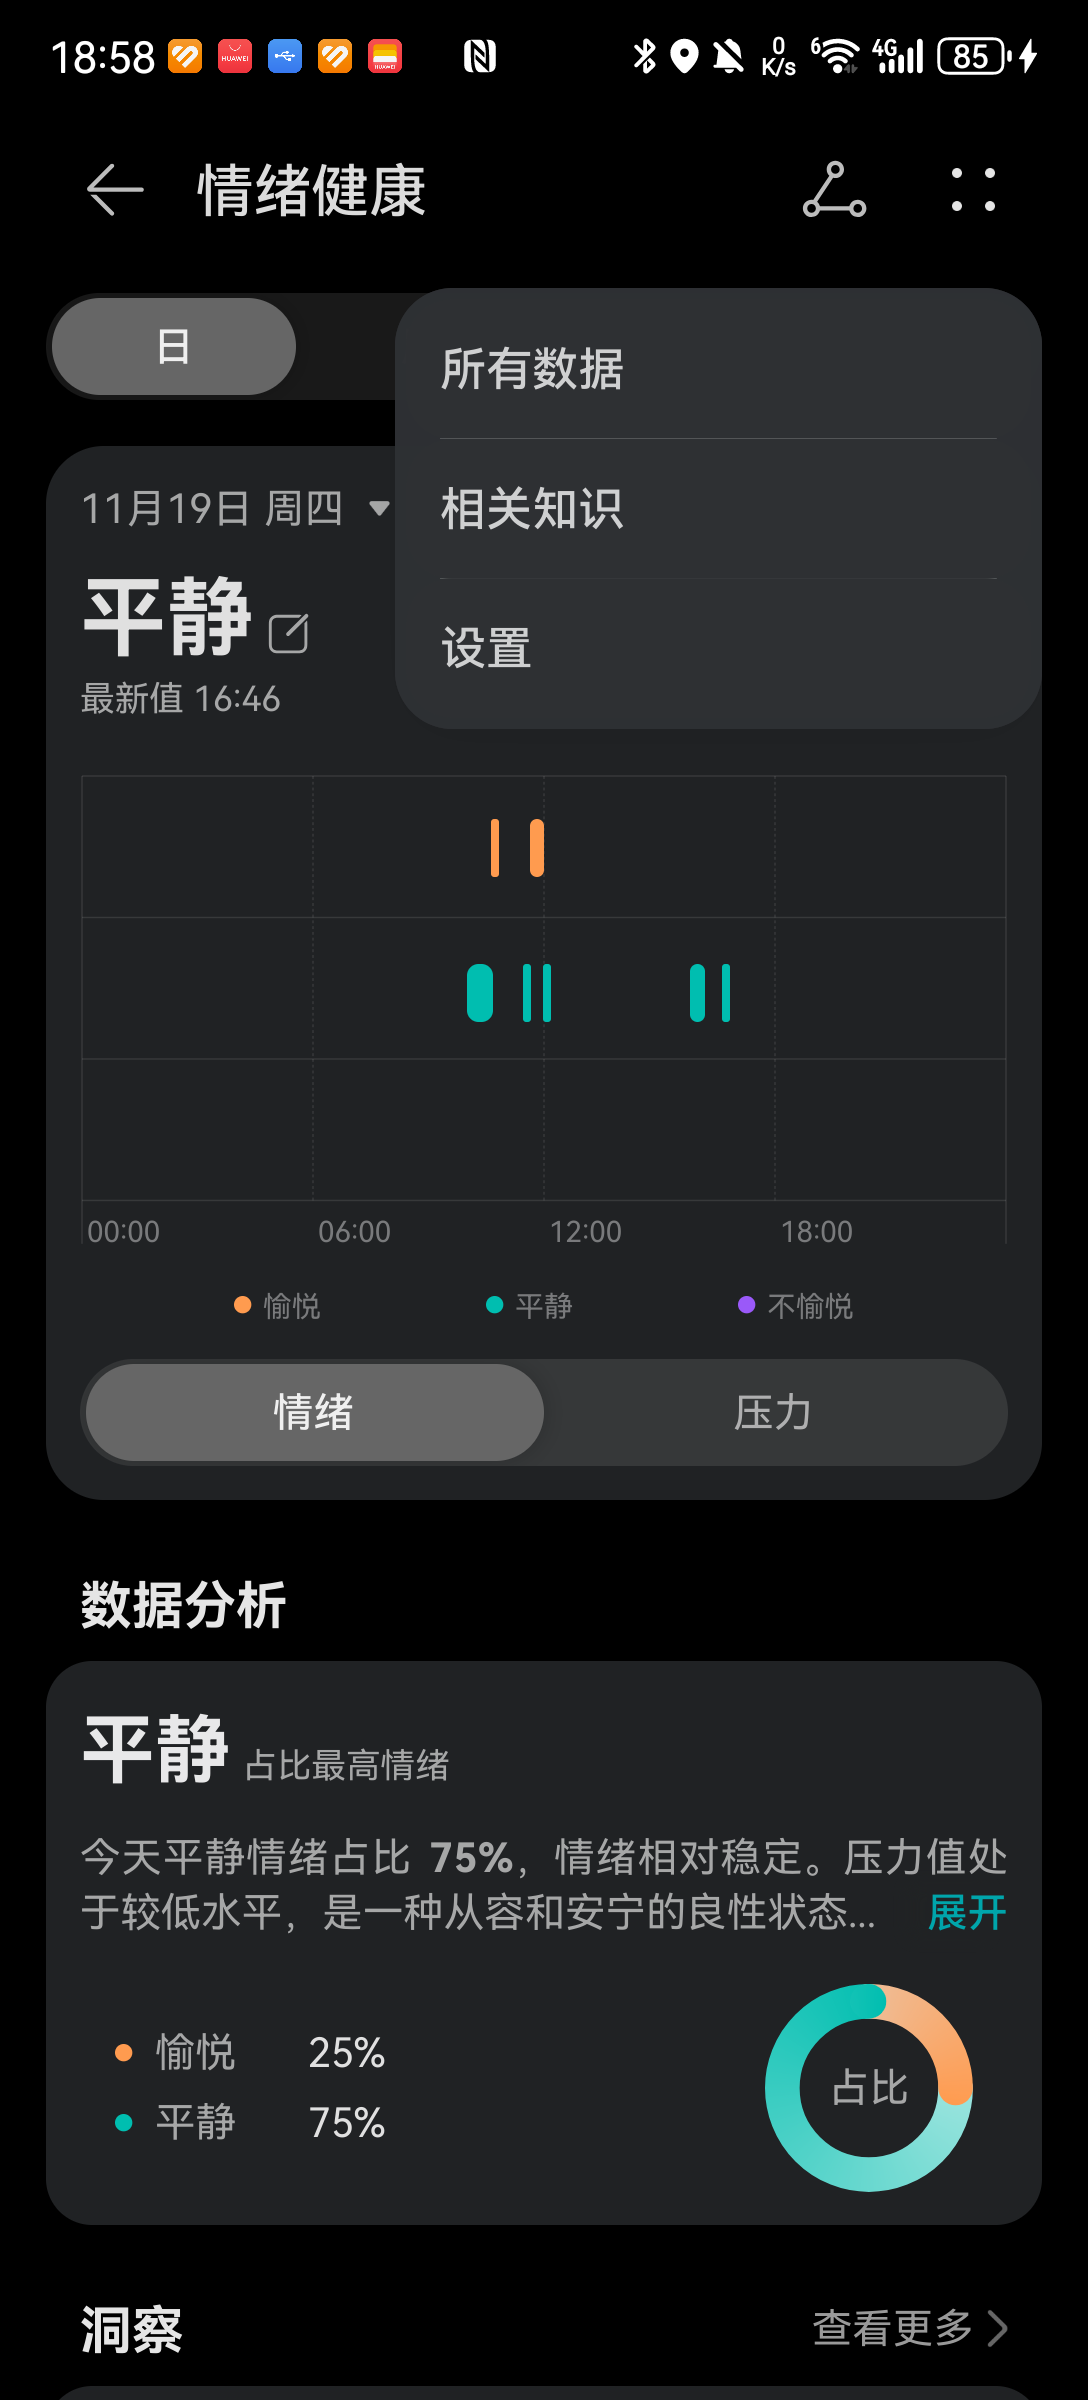 18:58
HUAWEI
HUAWEI
0 K/s
6
4G
85
情绪健康
日
所有数据
相关知识
设置
11月19日 周四
平静
最新值 16:46
00:00 06:00 12:00 18:00
愉悦 平静 不愉悦
情绪 压力
数据分析
平静 占比最高情绪
今天平静情绪占比 75%，情绪相对稳定。压力值处
于较低水平，是一种从容和安宁的良性状态... 展开
愉悦 25%
平静 75%
占比
洞察 查看更多